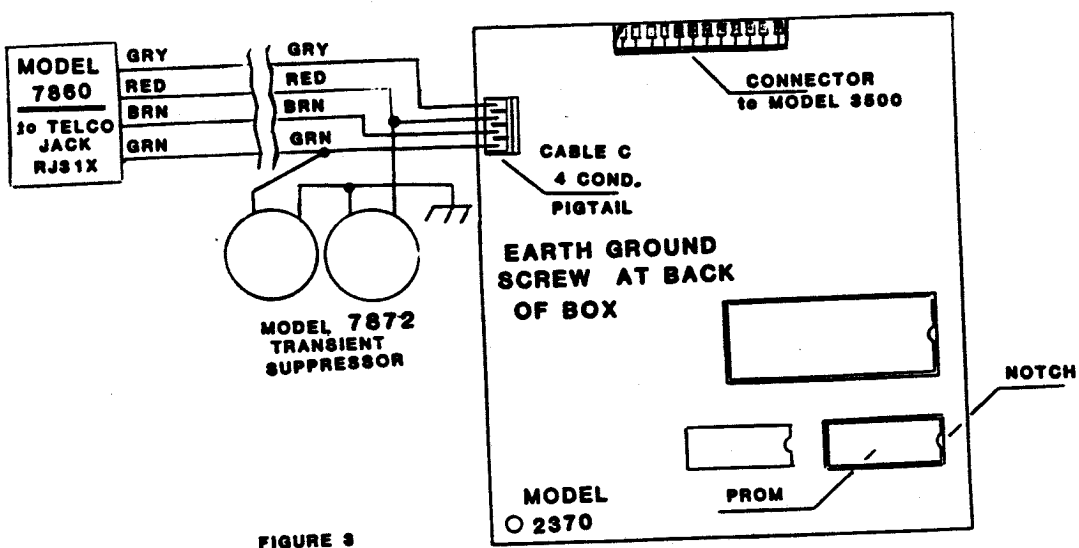 MODEL
7860
to TELCO
JACK
RJ31X
GRY
RED
BRN
GRN
GRY
RED
BRN
GRN
CONNECTOR
to MODEL 3500
CABLE C
4 COND.
PIGTAIL
EARTH GROUND
SCREW AT BACK
OF BOX
MODEL 7872
TRANSIENT
SUPPRESSOR
NOTCH
PROM
MODEL
2370
FIGURE 3